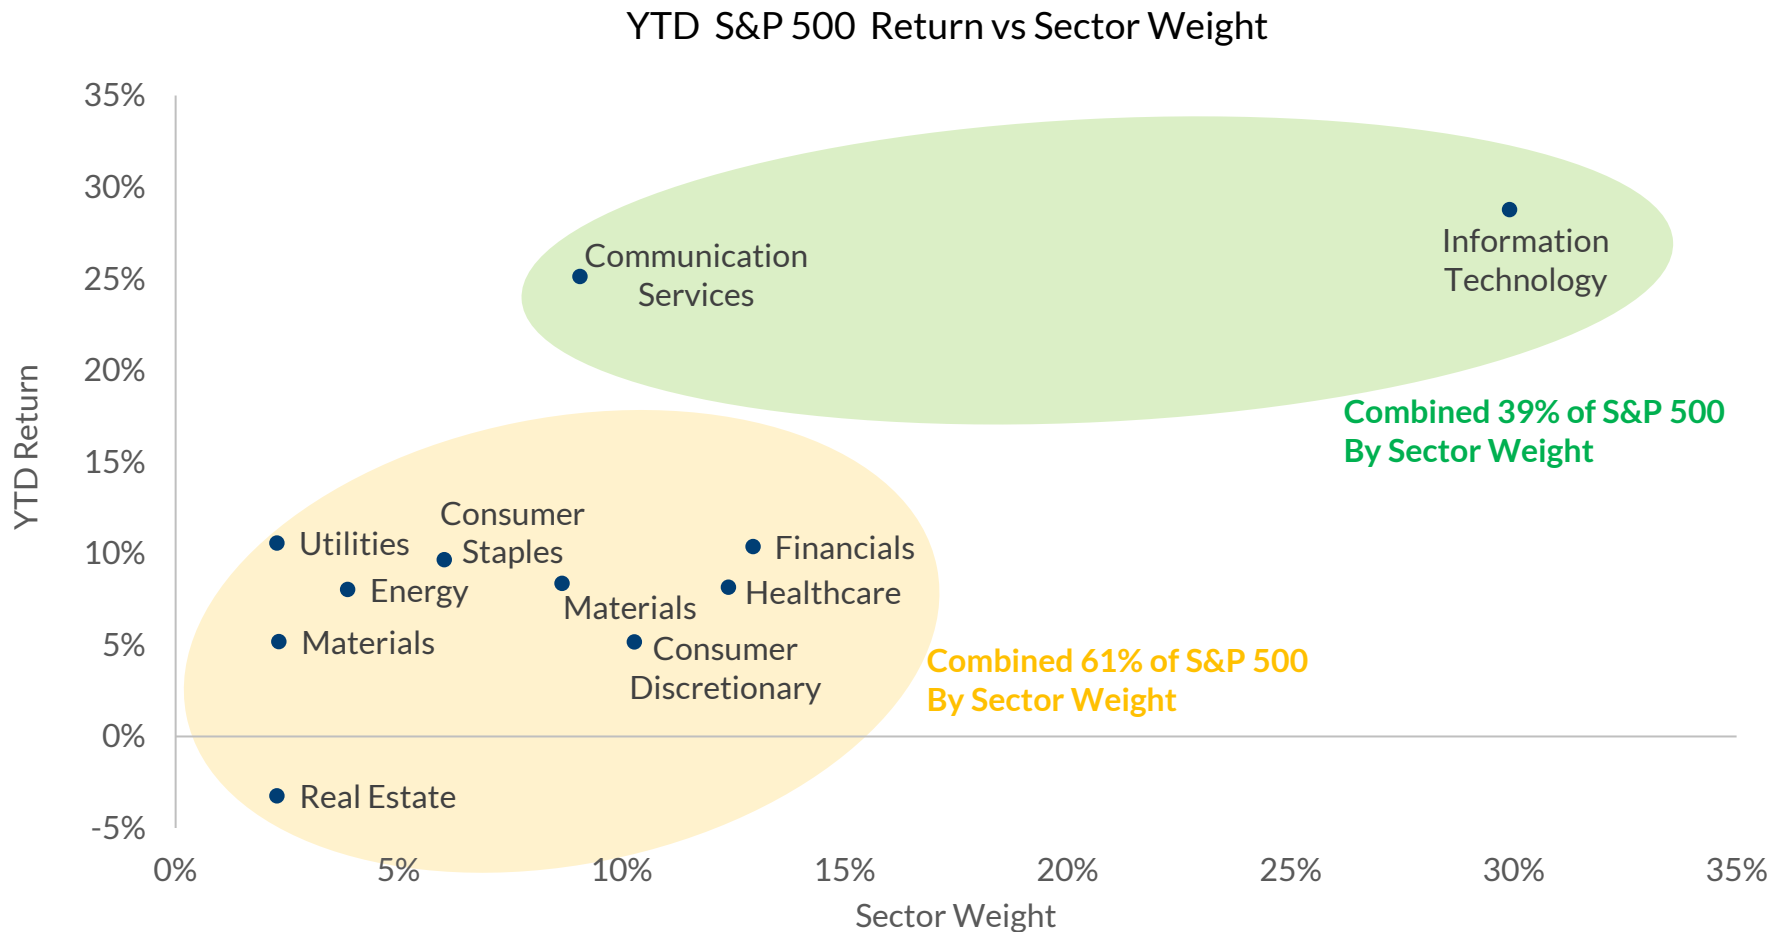 YTD S&P 500 Return vs Sector Weight
35%
30%
25%
20%
15%
10%
5%
0%
-5%
YTD Return
Communication
Services
Information
Technology
Combined 39% of S&P 500
By Sector Weight
Consumer
Staples
Utilities
Energy
Materials
Financials
Healthcare
Materials
Consumer
Discretionary
Combined 61% of S&P 500
By Sector Weight
Real Estate
0%
5%
10%
15%
20%
25%
30%
35%
Sector Weight